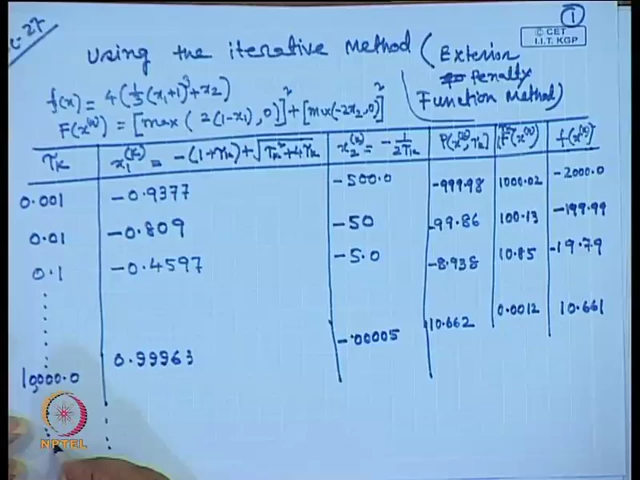 L-27
1
© CET
I.I.T. KGP
Using the iterative Method ( Exterior
penalty
Function Method)
f(x) = 4(1/3(x₁+1)³+x₂)
F(x⁽ᵏ⁾) = [max(2(1-x₁),0)]² + [max(-2x₂,0)]²
rₖ | x₁⁽ᵏ⁾ = -(1+rₖ)+√(rₖ²+4rₖ) | x₂⁽ᵏ⁾ = -1/2rₖ | P(x⁽ᵏ⁾,rₖ) | F(x⁽ᵏ⁾) | f(x⁽ᵏ⁾)
0.001 | -0.9377 | -500.0 | -999.98 | 1000.02 | -2000.0
0.01 | -0.809 | -50 | -99.86 | 100.13 | -199.99
0.1 | -0.4597 | -5.0 | -8.938 | 10.85 | -19.79
10,000.0 | 0.99963 | -.00005 | 10.662 | 0.0012 | 10.661
NPTEL